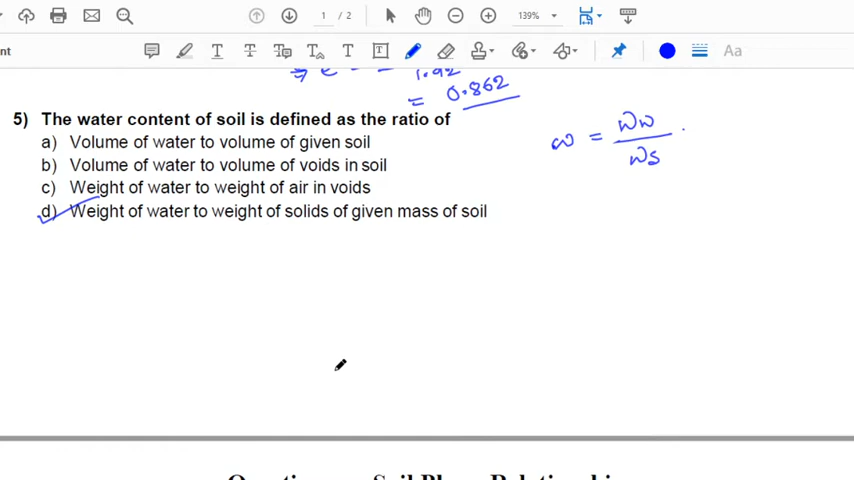 1 / 2
139%
nt
Aa
= 0.862
5) The water content of soil is defined as the ratio of
a) Volume of water to volume of given soil
b) Volume of water to volume of voids in soil
c) Weight of water to weight of air in voids
d) Weight of water to weight of solids of given mass of soil
ω = Ww
Ws